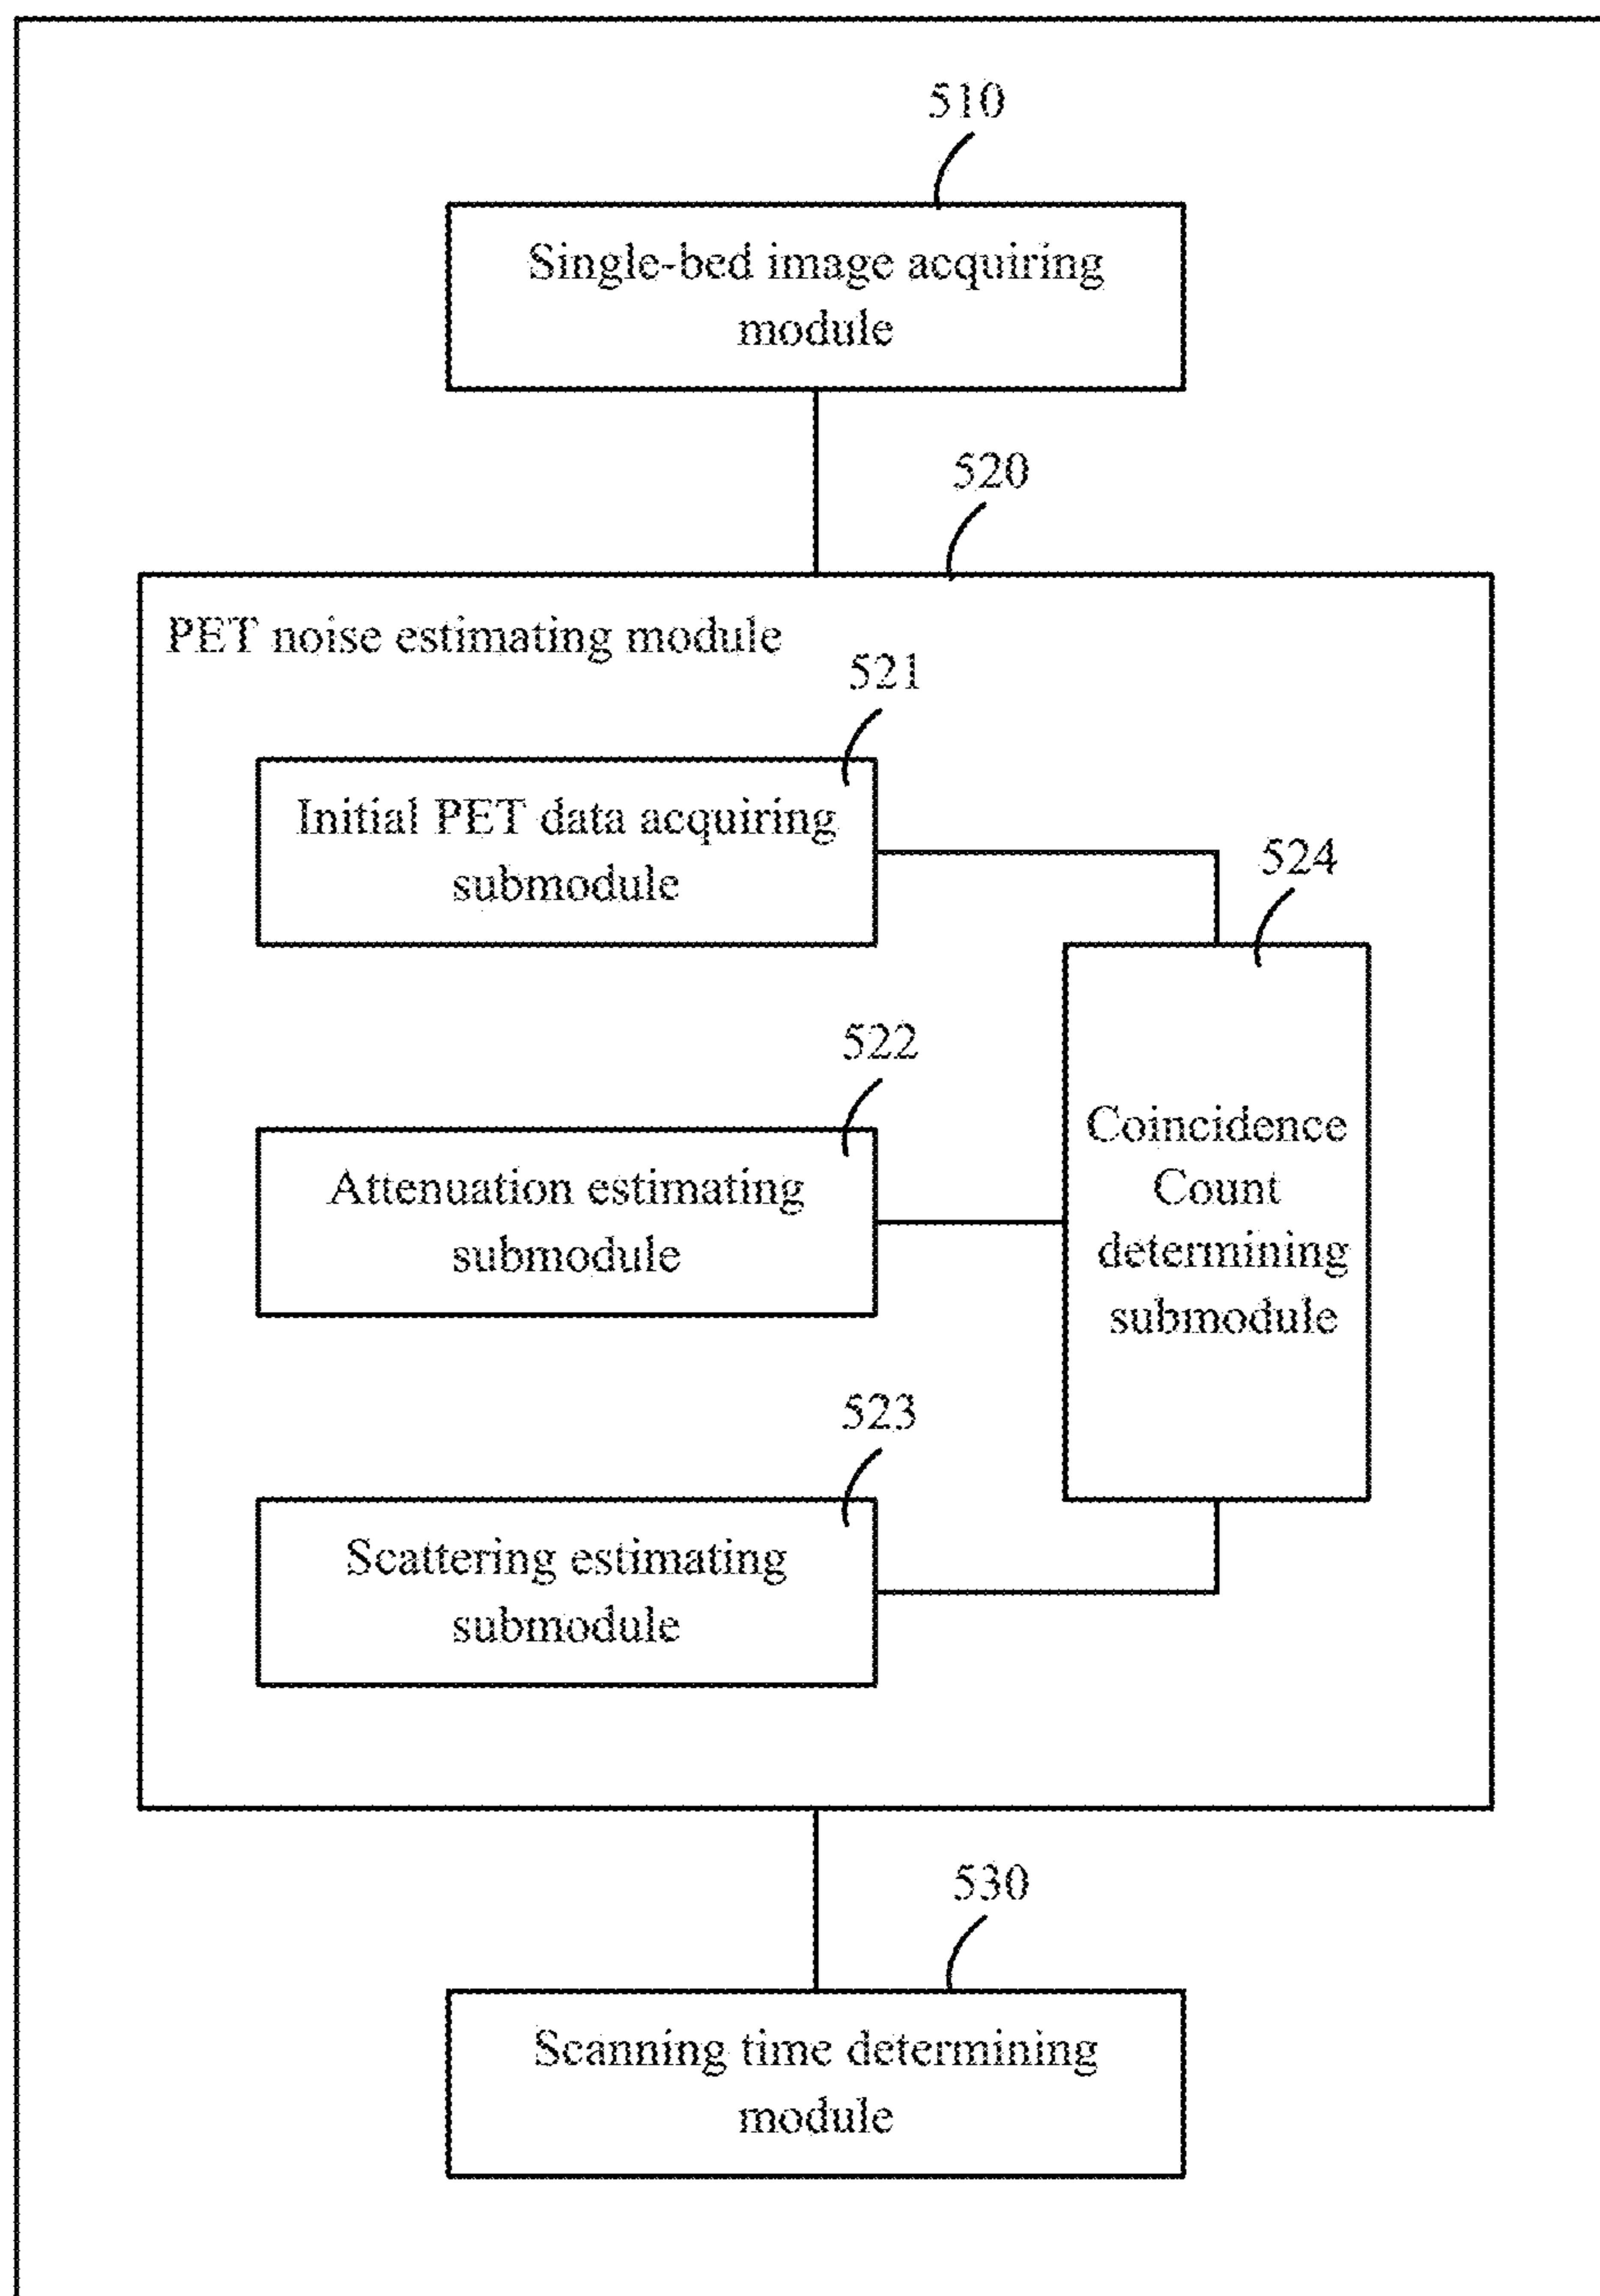 510
Single-bed image acquiring
module
520
PET noise estimating module
521
Initial PET data acquiring
submodule
524
522
Attenuation estimating
submodule
Coincidence
Count
determining
submodule
523
Scattering estimating
submodule
530
Scanning time determining
module